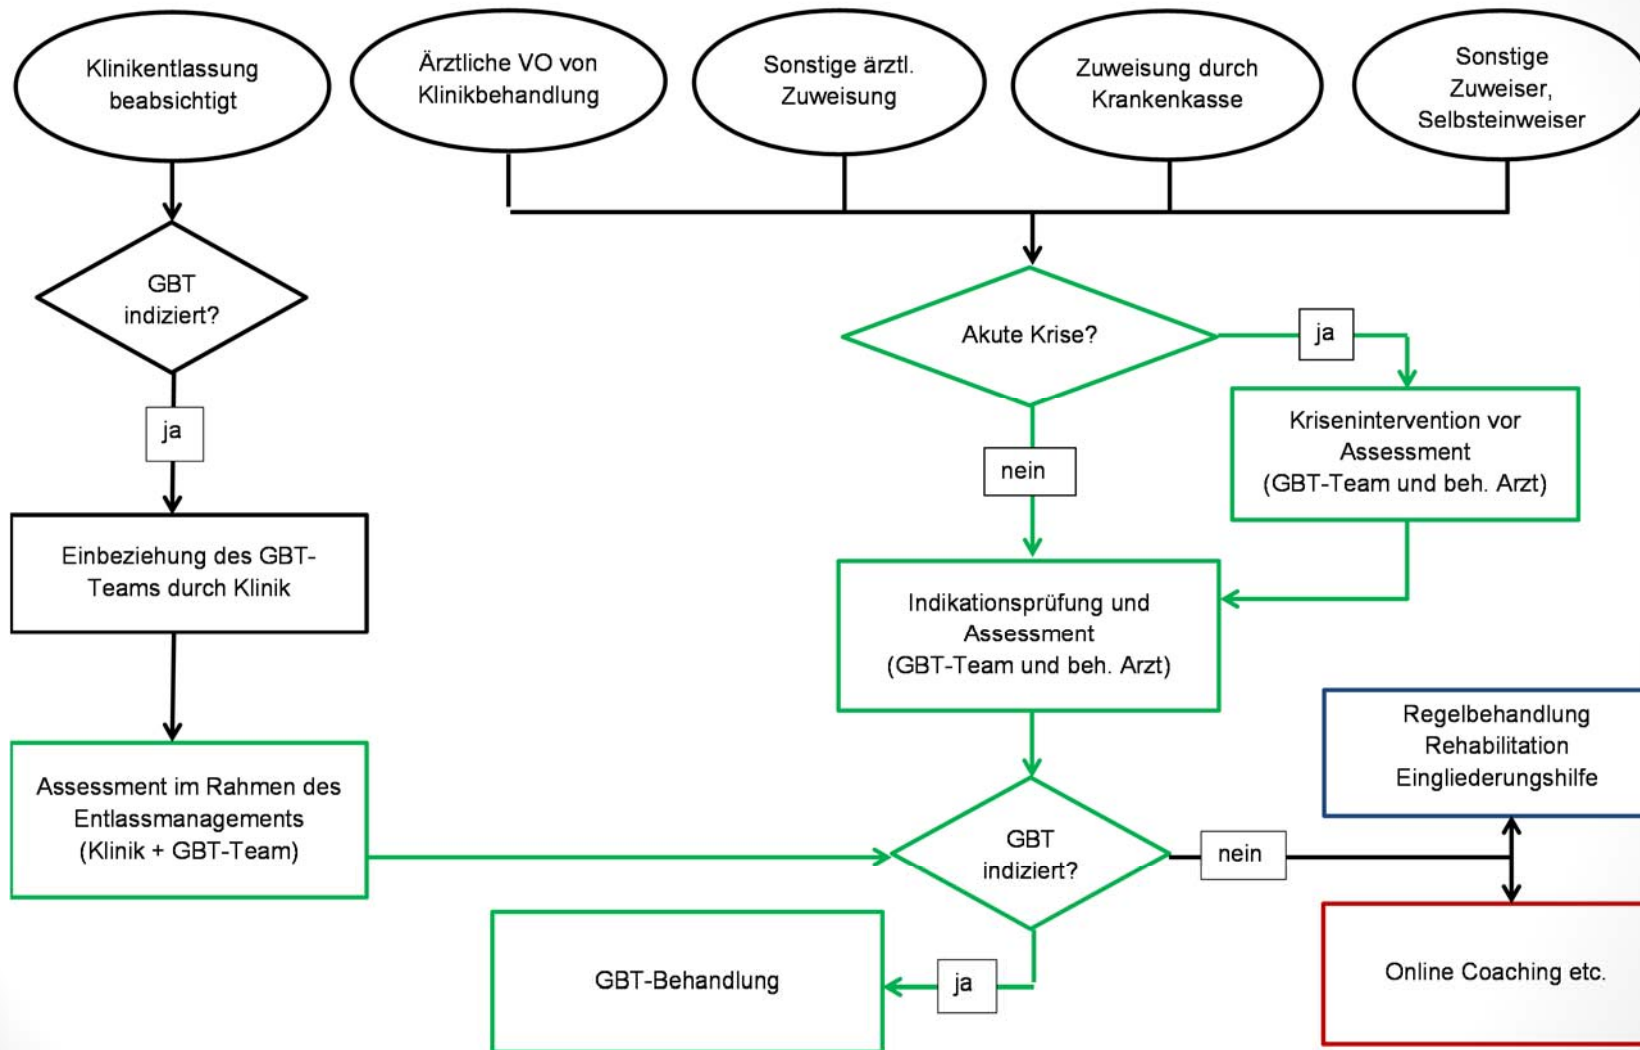 Klinikentlassung
beabsichtigt
Ärztliche VO von
Klinikbehandlung
Sonstige ärztl.
Zuweisung
Zuweisung durch
Krankenkasse
Sonstige
Zuweiser,
Selbsteinweiser
GBT
indiziert?
ja
Einbeziehung des GBT-
Teams durch Klinik
Assessment im Rahmen des
Entlassmanagements
(Klinik + GBT-Team)
Akute Krise?
ja
Krisenintervention vor
Assessment
(GBT-Team und beh. Arzt)
nein
Indikationsprüfung und
Assessment
(GBT-Team und beh. Arzt)
GBT
indiziert?
nein
Regelbehandlung
Rehabilitation
Eingliederungshilfe
Online Coaching etc.
ja
GBT-Behandlung